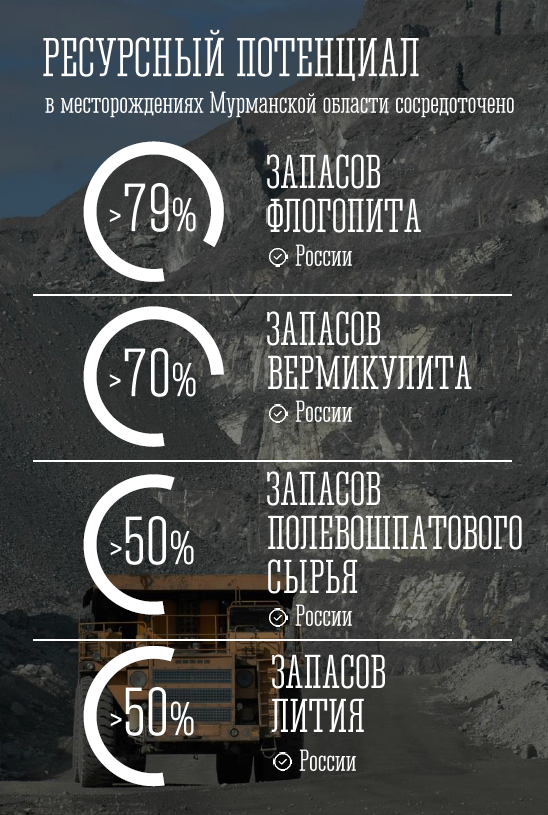 РЕСУРСНЫЙ ПОТЕНЦИАЛ
в месторождениях Мурманской области сосредоточено
>79%
ЗАПАСОВ
ФЛОГОПИТА
России
>70%
ЗАПАСОВ
ВЕРМИКУЛИТА
России
>50%
ЗАПАСОВ
ПОЛЕВОШПАТОВОГО
СЫРЬЯ
России
>50%
ЗАПАСОВ
ЛИТИЯ
России